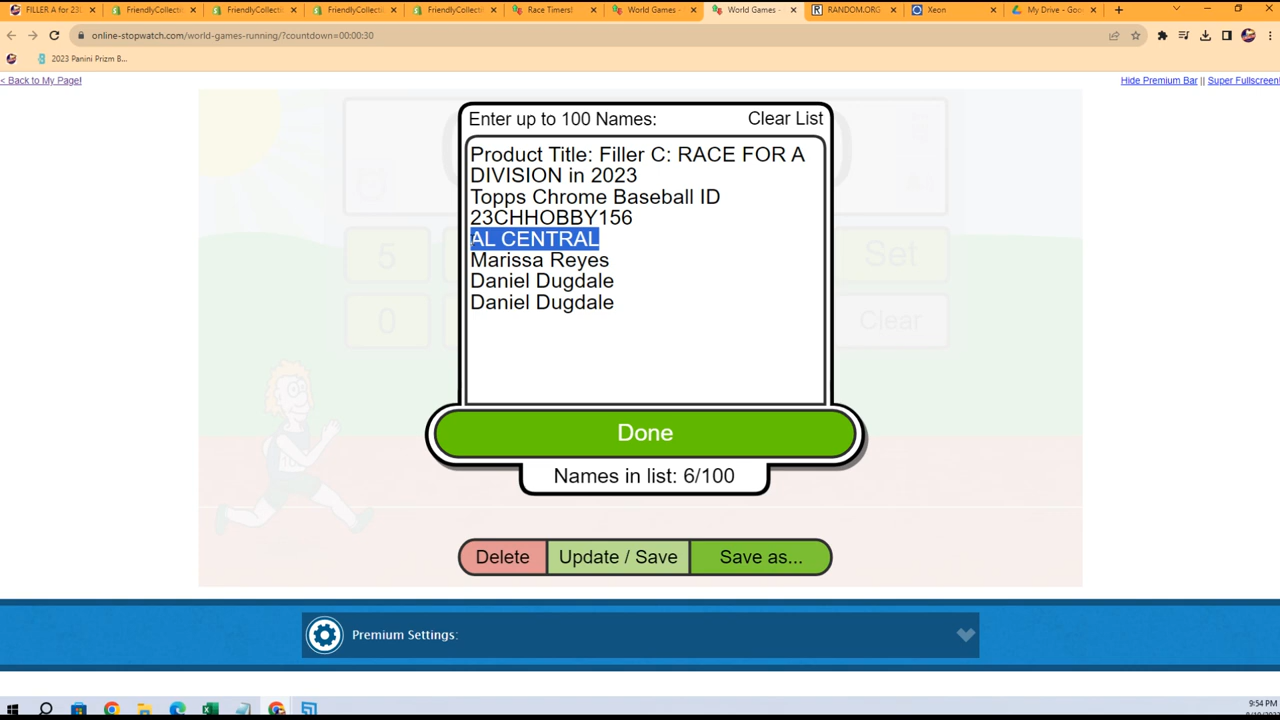 FILLER A for 23
FriendlyCollecti
FriendlyCollecti
FriendlyCollecti
FriendlyCollecti
Race Timers!
World Games -
World Games -
RANDOM.ORG
Xeon
My Drive - Goo
online-stopwatch.com/world-games-running/?countdown=00:00:30
2023 Panini Prizm B...
< Back to My Page!
Hide Premium Bar || Super Fullscreen!
Enter up to 100 Names:
Clear List
Product Title: Filler C: RACE FOR A
DIVISION in 2023
Topps Chrome Baseball ID
23CHHOBBY156
AL CENTRAL
Marissa Reyes
Daniel Dugdale
Daniel Dugdale
5
Set
0
Clear
Done
Names in list: 6/100
Delete
Update / Save
Save as...
Premium Settings:
9:54 PM